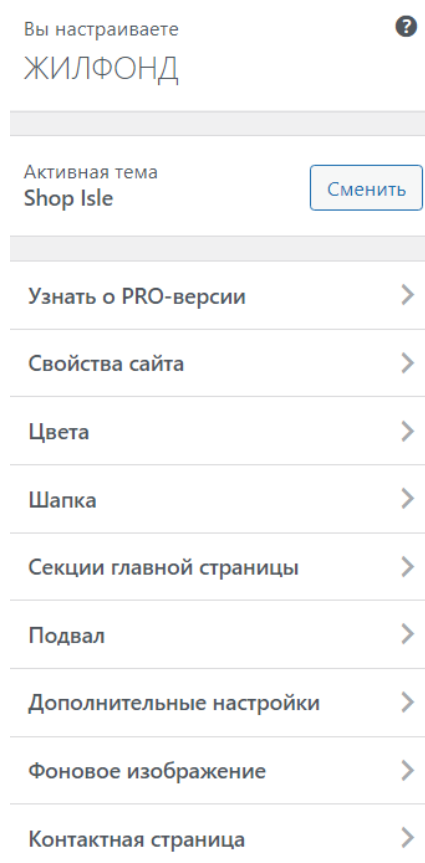 Вы настраиваете
ЖИЛФОНД
Активная тема
Shop Isle
Сменить
Узнать о PRO-версии
Свойства сайта
Цвета
Шапка
Секции главной страницы
Подвал
Дополнительные настройки
Фоновое изображение
Контактная страница